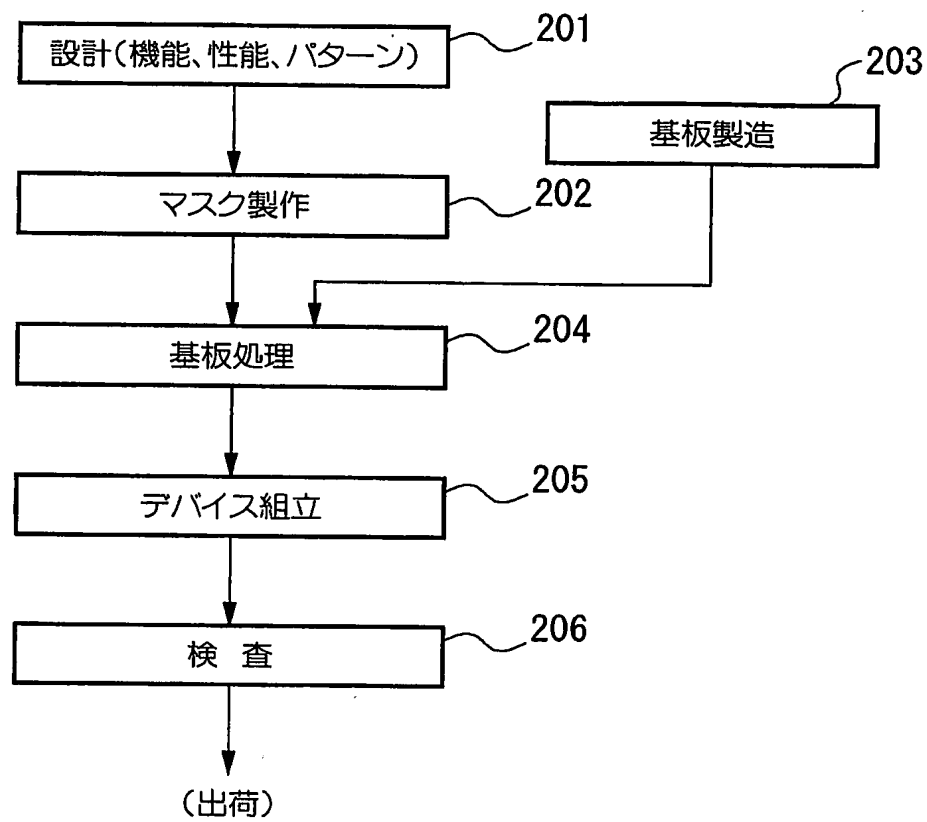 設計(機能、性能、パターン)
201
203
基板製造
マスク製作
202
基板処理
204
デバイス組立
205
検 査
206
(出荷)